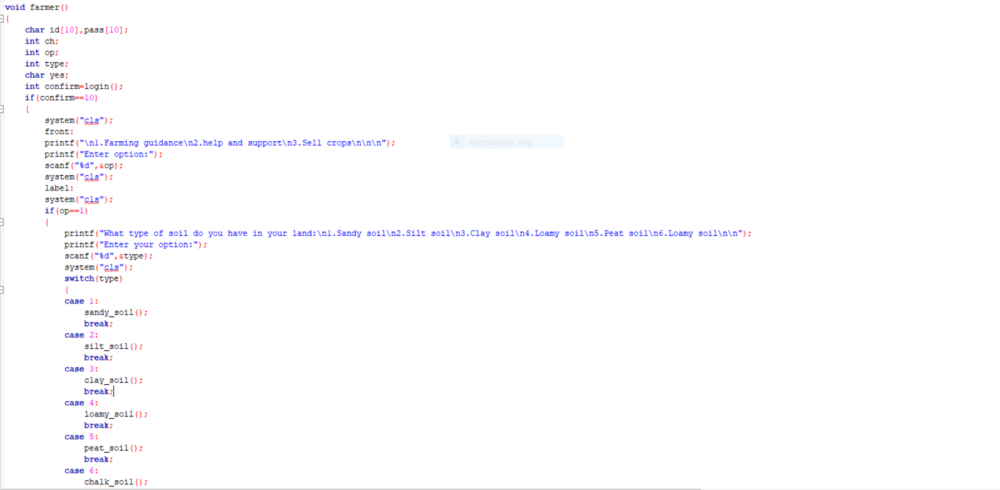 void farmer()
{
    char id[10],pass[10];
    int ch;
    int op;
    int type;
    char yes;
    int confirm=login();
    if(confirm==10)
    {
        system("cls");
        front:
        printf("\n1.Farming guidance\n2.help and support\n3.Sell crops\n\n\n");
        Rectangular Snip
        printf("Enter option:");
        scanf("%d",&op);
        system("cls");
        label:
        system("cls");
        if(op==1)
        {
            printf("What type of soil do you have in your land:\n1.Sandy soil\n2.Silt soil\n3.Clay soil\n4.Loamy soil\n5.Peat soil\n6.Loamy soil\n\n");
            printf("Enter your option:");
            scanf("%d",&type);
            system("cls");
            switch(type)
            {
            case 1:
                sandy_soil();
                break;
            case 2:
                silt_soil();
                break;
            case 3:
                clay_soil();
                break;
            case 4:
                loamy_soil();
                break;
            case 5:
                peat_soil();
                break;
            case 6:
                chalk_soil();